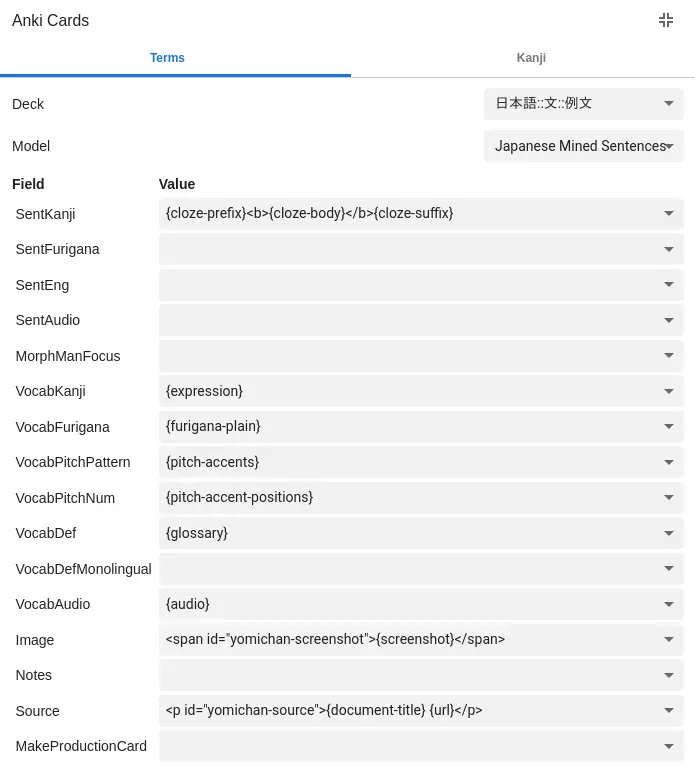 Anki Cards
Terms Kanji
Deck 日本語::文::例文
Model Japanese Mined Sentences
Field Value
SentKanji {cloze-prefix}<b>{cloze-body}</b>{cloze-suffix}
SentFurigana
SentEng
SentAudio
MorphManFocus
VocabKanji {expression}
VocabFurigana {furigana-plain}
VocabPitchPattern {pitch-accents}
VocabPitchNum {pitch-accent-positions}
VocabDef {glossary}
VocabDefMonolingual
VocabAudio {audio}
Image <span id="yomichan-screenshot">{screenshot}</span>
Notes
Source <p id="yomichan-source">{document-title} {url}</p>
MakeProductionCard